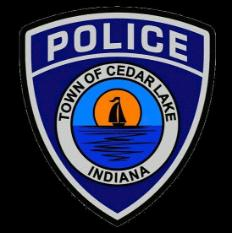 POLICE
TOWN OF CEDAR LAKE
INDIANA